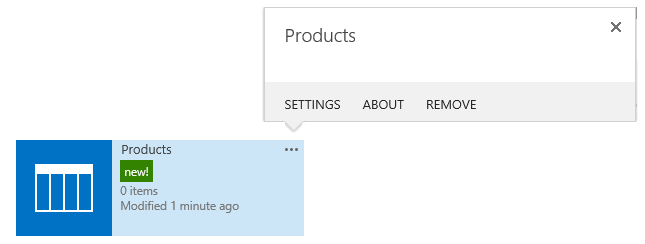 Products
SETTINGS ABOUT REMOVE
Products
new!
0 items
Modified 1 minute ago